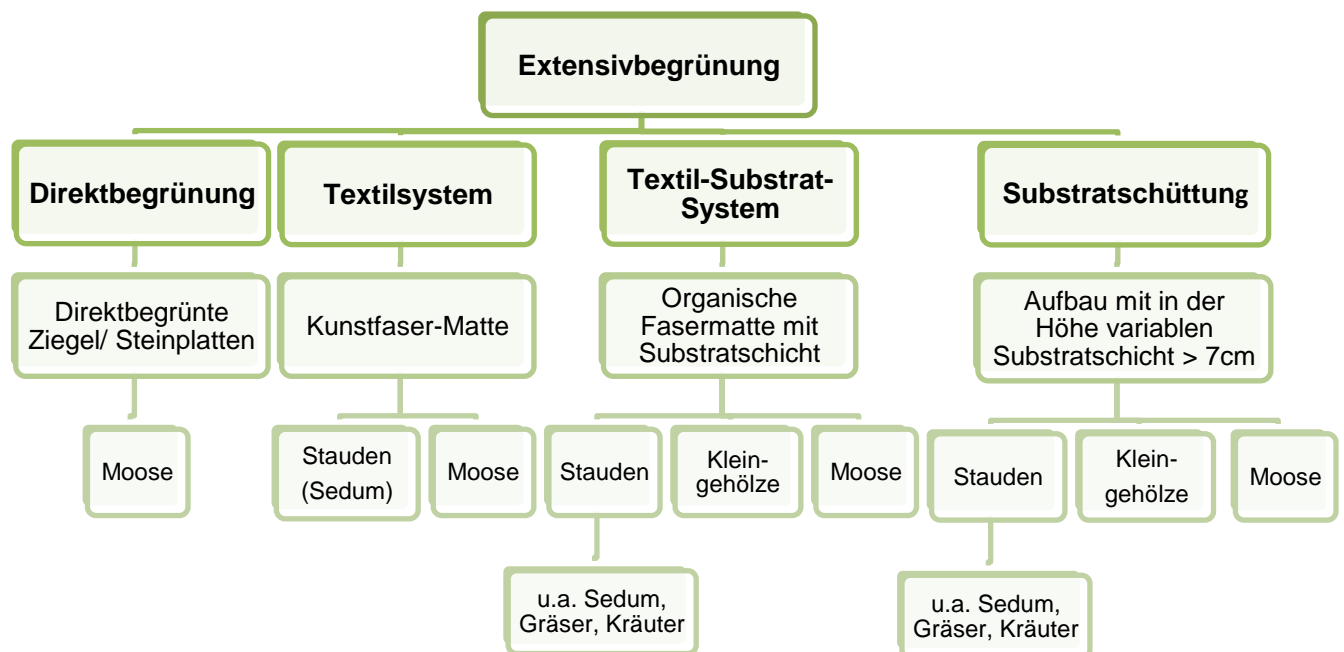 Extensivbegrünung
Direktbegrünung
Textilsystem
Textil-Substrat-
System
Substratschüttung
Direktbegrünte
Ziegel/ Steinplatten
Kunstfaser-Matte
Organische
Fasermatte mit
Substratschicht
Aufbau mit in der
Höhe variablen
Substratschicht > 7cm
Moose
Stauden
(Sedum)
Moose
Stauden
Klein-
gehölze
Moose
Stauden
Klein-
gehölze
Moose
u.a. Sedum,
Gräser, Kräuter
u.a. Sedum,
Gräser, Kräuter